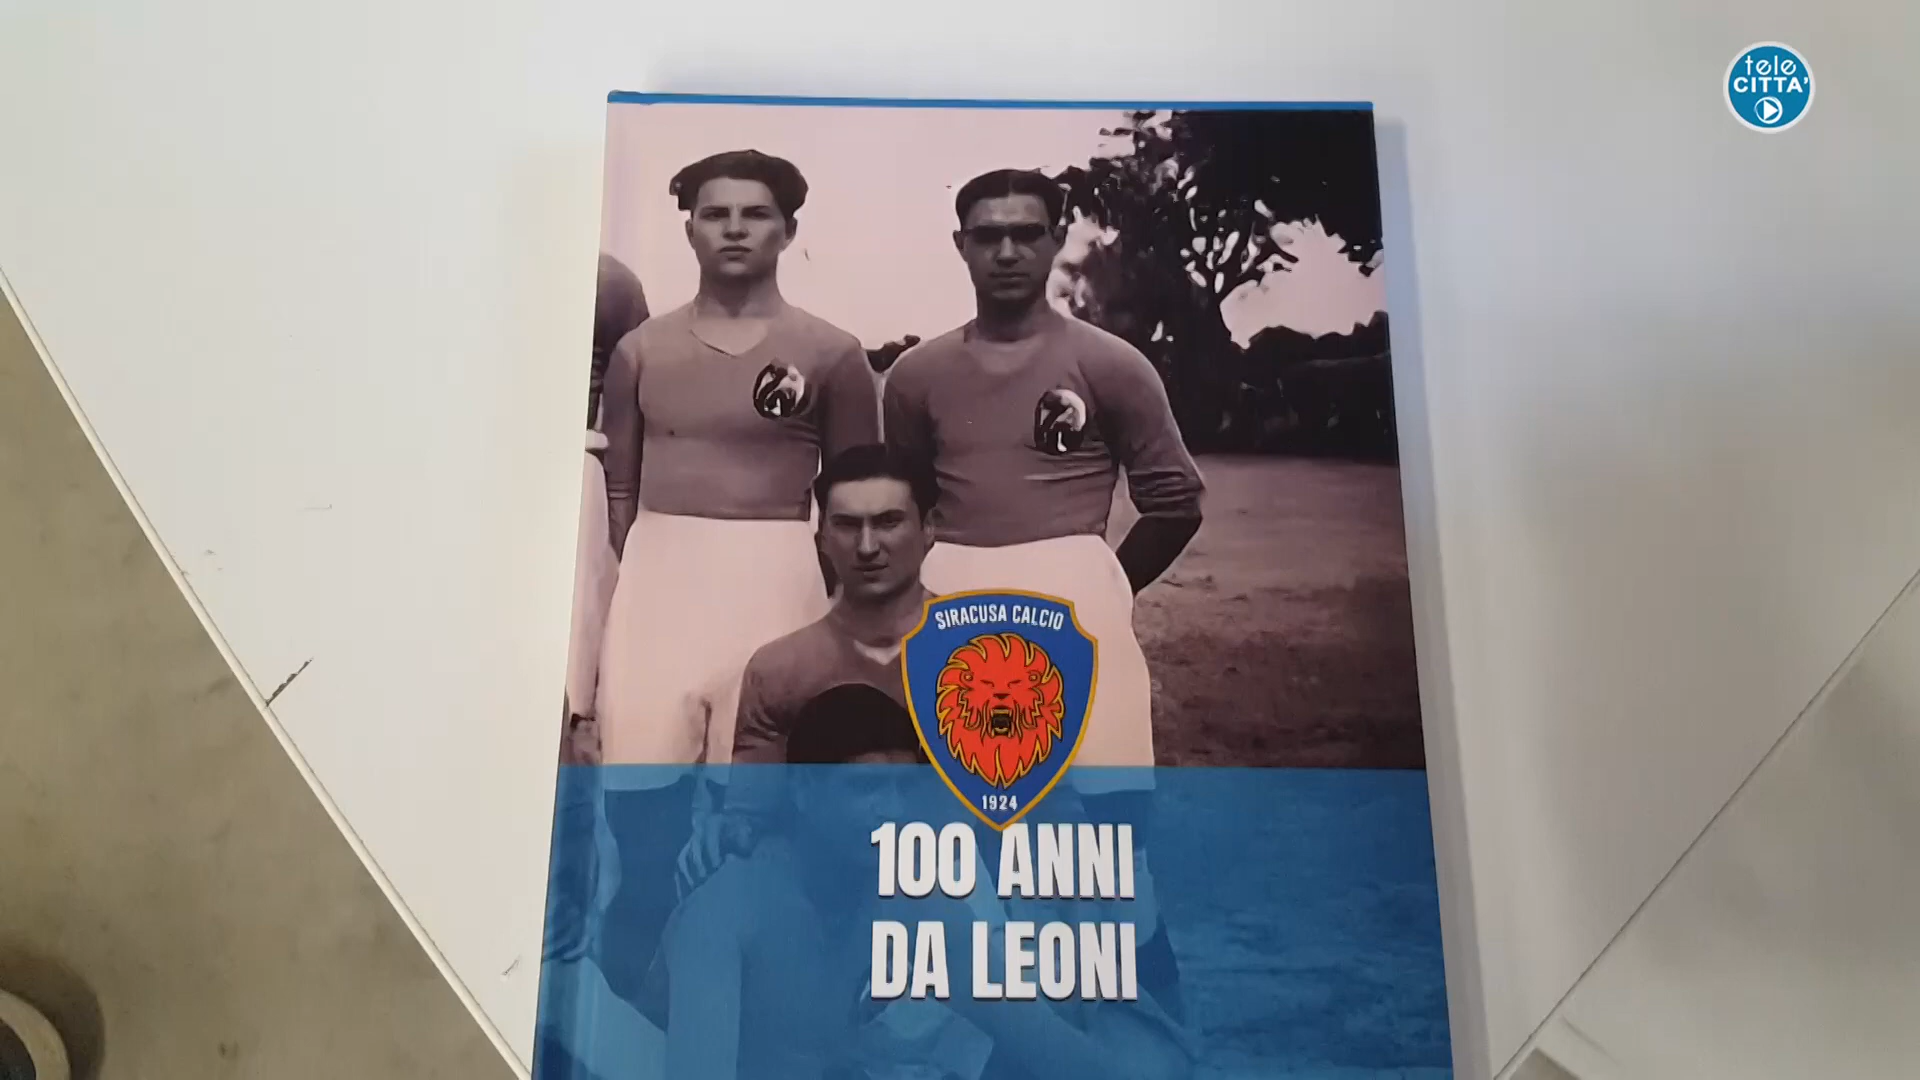 tele
CITTA'
SIRACUSA CALCIO
1924
100 ANNI
DA LEONI